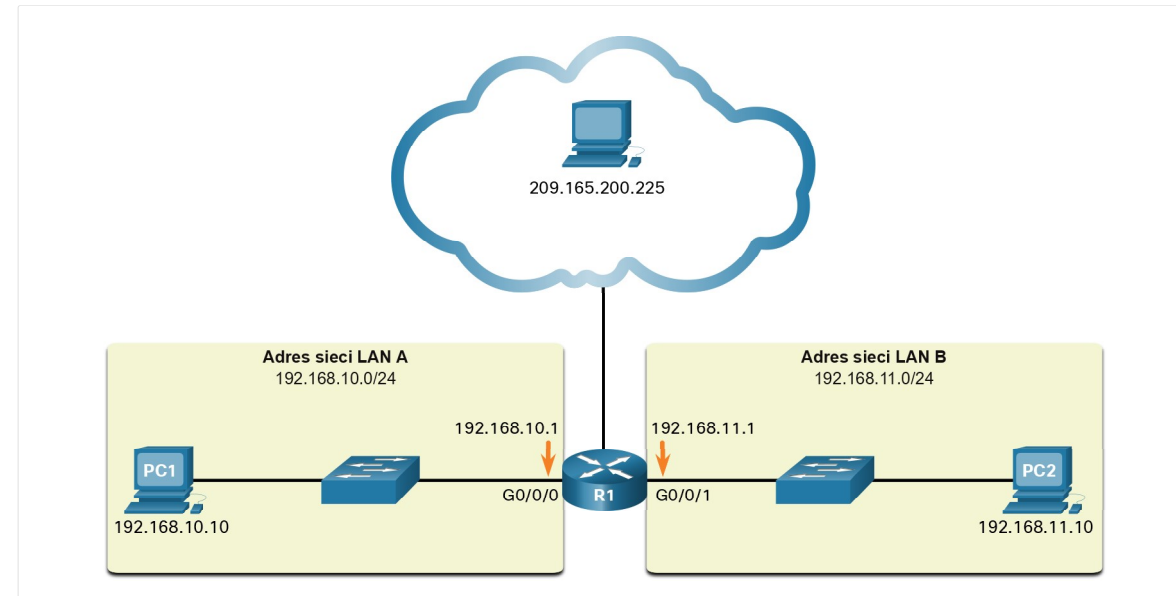 209.165.200.225
Adres sieci LAN A
192.168.10.0/24
Adres sieci LAN B
192.168.11.0/24
192.168.10.1
192.168.11.1
PC1
G0/0/0
R1
G0/0/1
PC2
192.168.10.10
192.168.11.10